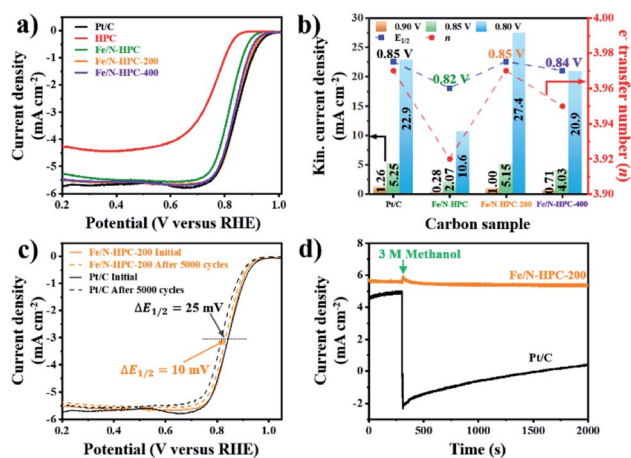 a)
Pt/C
HPC
Fe/N-HPC
Fe/N-HPC-200
Fe/N-HPC-400
Current density
(mA cm⁻²)
0
-1
-2
-3
-4
-5
-6
0.2 0.4 0.6 0.8 1.0
Potential (V versus RHE)
b)
0.90 V 0.85 V 0.80 V
E1/2 n
Kin. current density
(mA cm⁻²)
30
25
20
15
10
5
0
0.85 V
0.82 V
0.85 V
0.84 V
1.26
5.25
22.9
0.28
2.07
10.6
1.00
5.15
27.4
0.71
4.03
20.9
4.00
3.98
3.96
3.94
3.92
3.90
e⁻ transfer number (n)
Pt/C Fe/N HPC Fe/N HPC 200 Fe/N-HPC-400
Carbon sample
c)
Fe/N-HPC-200 Initial
Fe/N-HPC-200 After 5000 cycles
Pt/C Initial
Pt/C After 5000 cycles
ΔE1/2 = 25 mV
ΔE1/2 = 10 mV
Current density
(mA cm⁻²)
0
-1
-2
-3
-4
-5
-6
0.2 0.4 0.6 0.8 1.0
Potential (V versus RHE)
d)
3 M Methanol
Fe/N-HPC-200
Pt/C
Current density
(mA cm⁻²)
8
6
4
2
0
-2
0 500 1000 1500 2000
Time (s)